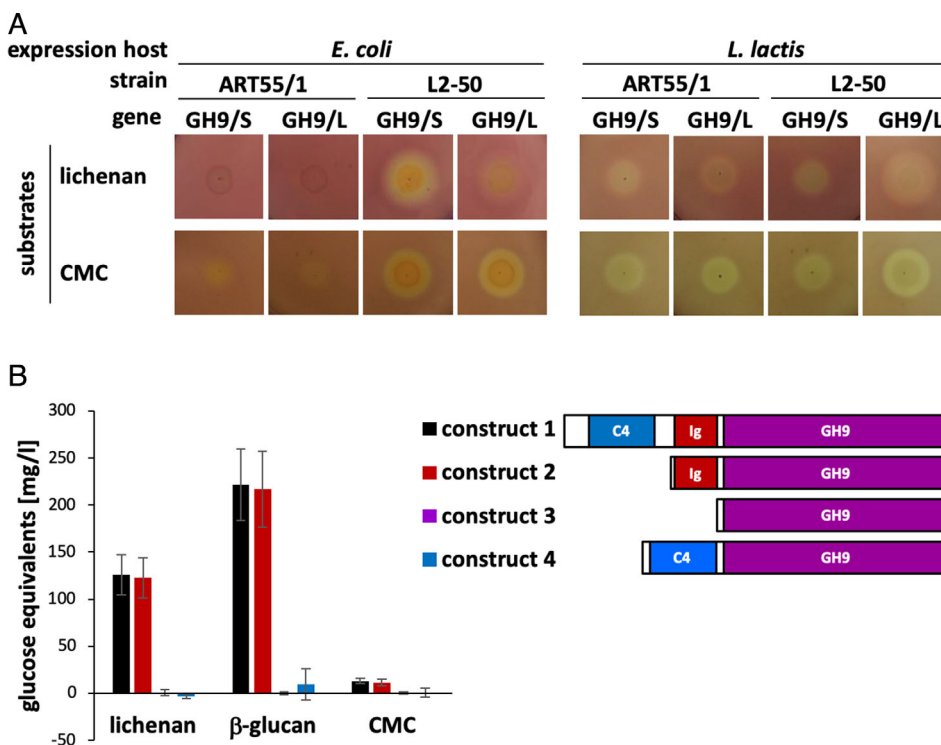 A
expression host E. coli L. lactis
strain ART55/1 L2-50 ART55/1 L2-50
gene GH9/S GH9/L GH9/S GH9/L GH9/S GH9/L GH9/S GH9/L
substrates
lichenan
CMC
B
glucose equivalents [mg/l]
300
250
200
150
100
50
0
-50
lichenan β-glucan CMC
construct 1 C4 Ig GH9
construct 2 Ig GH9
construct 3 GH9
construct 4 C4 GH9